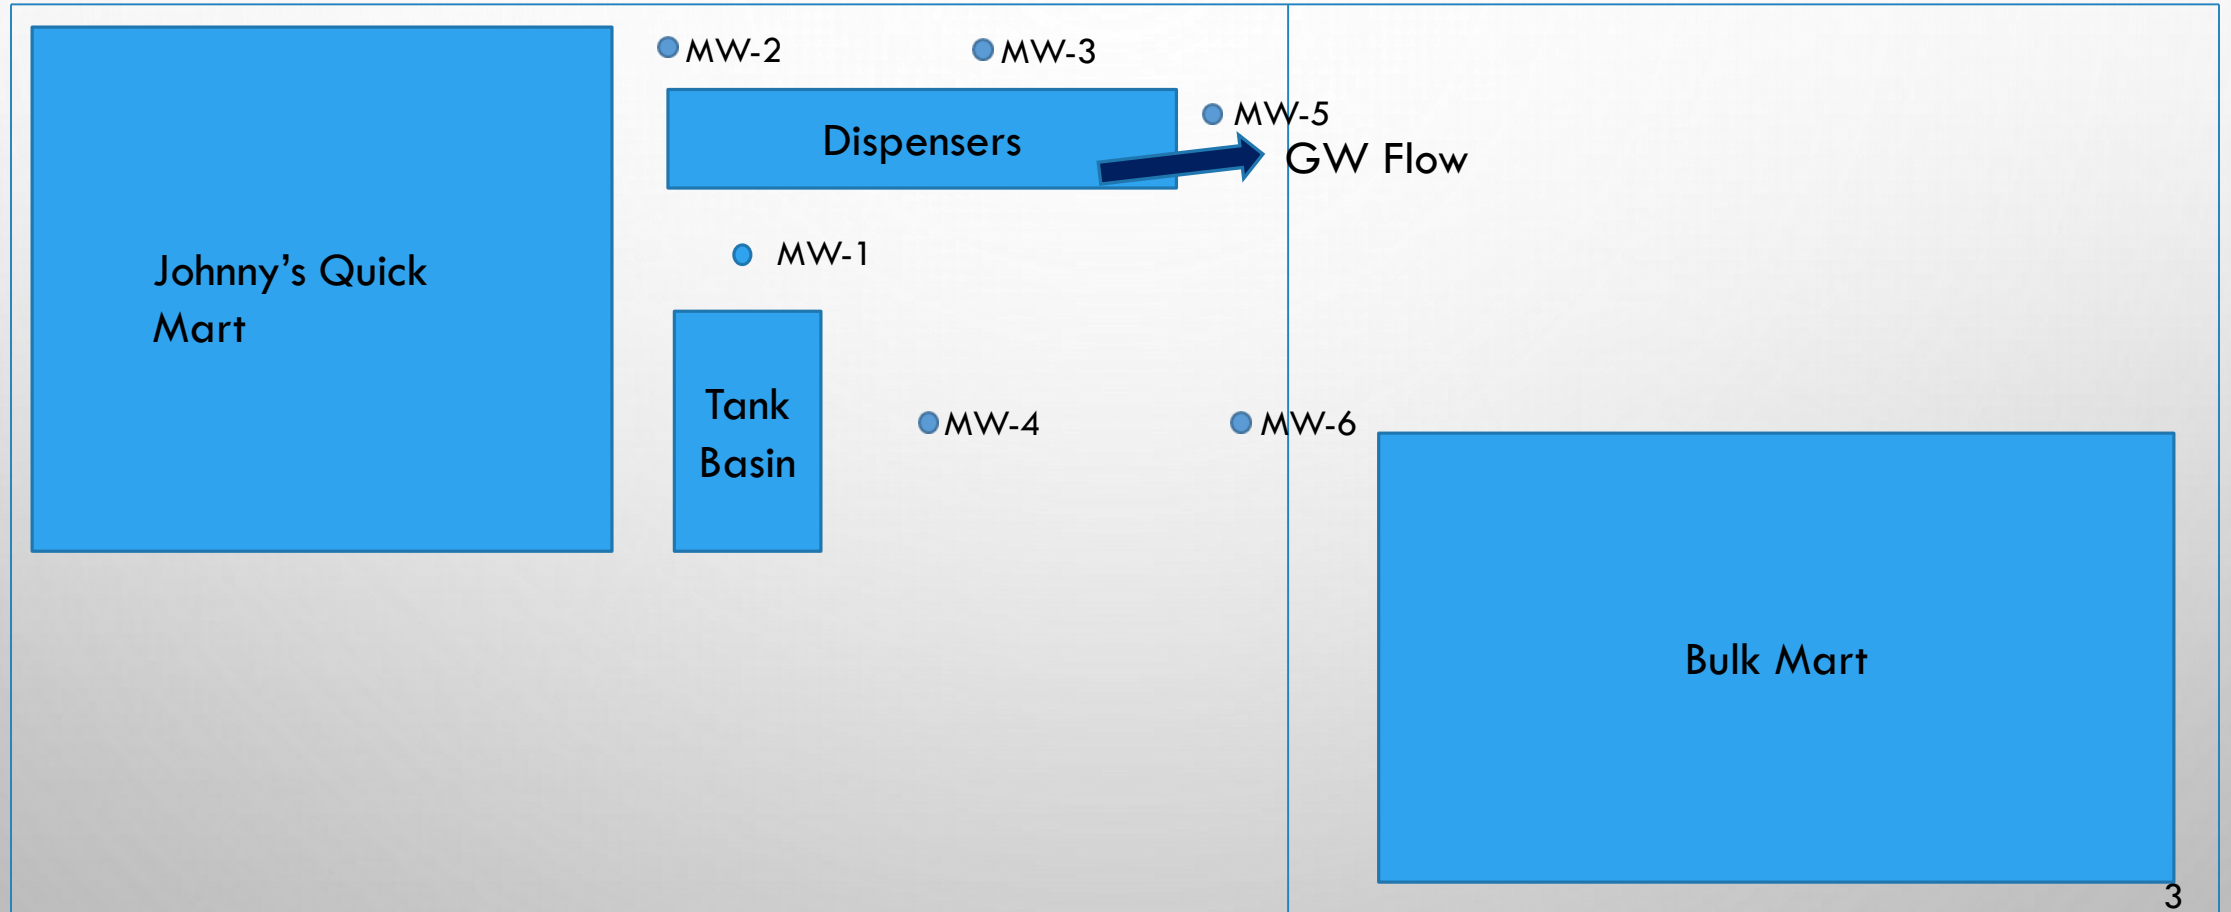 MW-2
MW-3
MW-5
Dispensers
GW Flow
MW-1
Johnny’s Quick
Mart
Tank
Basin
MW-4
MW-6
Bulk Mart
3